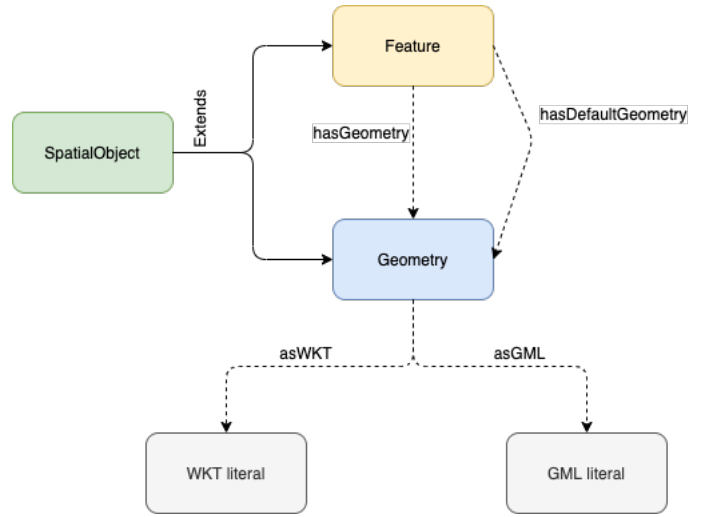 Feature
Extends
hasDefaultGeometry
hasGeometry
SpatialObject
Geometry
asWKT
asGML
WKT literal
GML literal